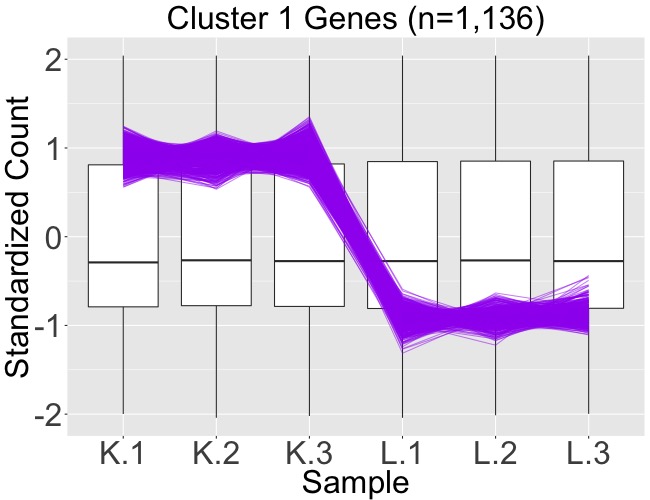 Cluster 1 Genes (n=1,136)
Standardized Count
2
1
0
-1
-2
K.1 K.2 K.3 L.1 L.2 L.3
Sample